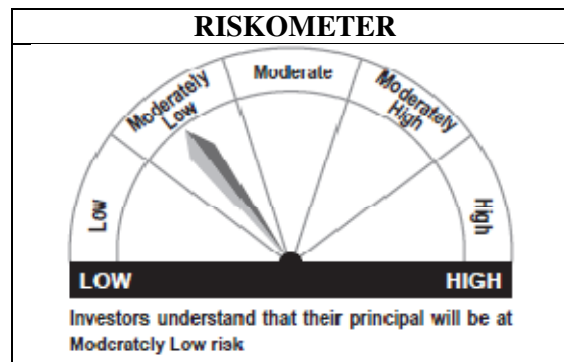 RISKOMETER
Moderate
Moderately
Low
Moderately
High
Low
High
LOW HIGH
Investors understand that their principal will be at
Moderately Low risk